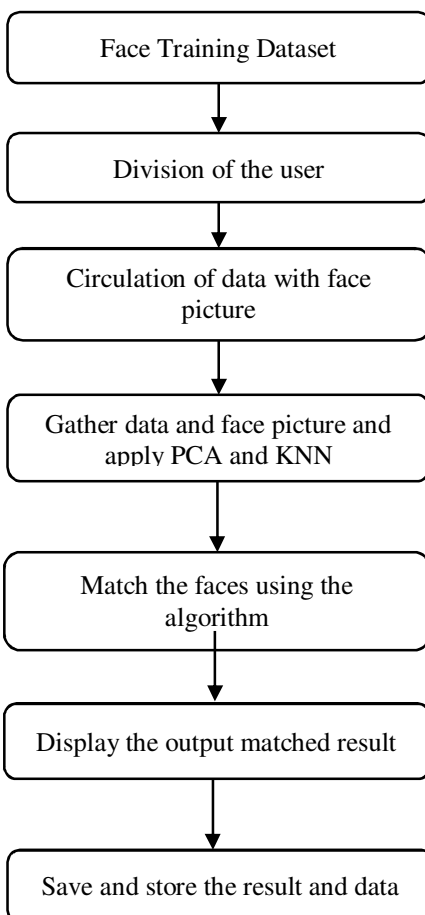 Face Training Dataset
Division of the user
Circulation of data with face
picture
Gather data and face picture and
apply PCA and KNN
Match the faces using the
algorithm
Display the output matched result
Save and store the result and data